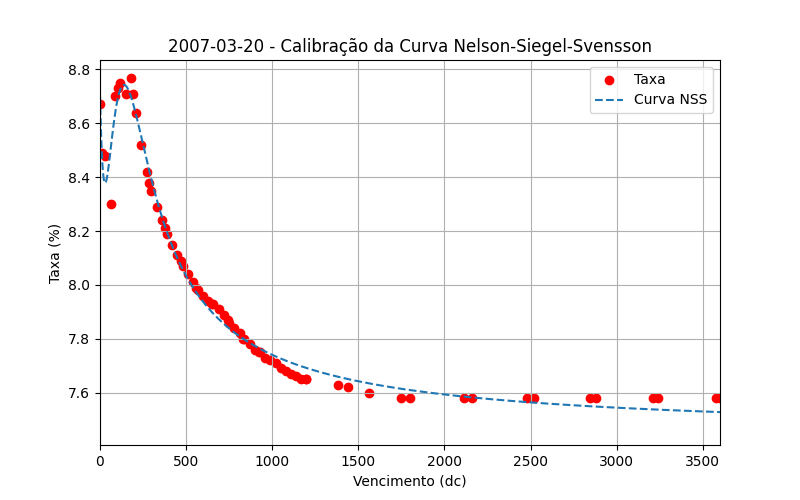 2007-03-20 - Calibração da Curva Nelson-Siegel-Svensson
Taxa
Curva NSS
Taxa (%)
8.8
8.6
8.4
8.2
8.0
7.8
7.6
0 500 1000 1500 2000 2500 3000 3500
Vencimento (dc)